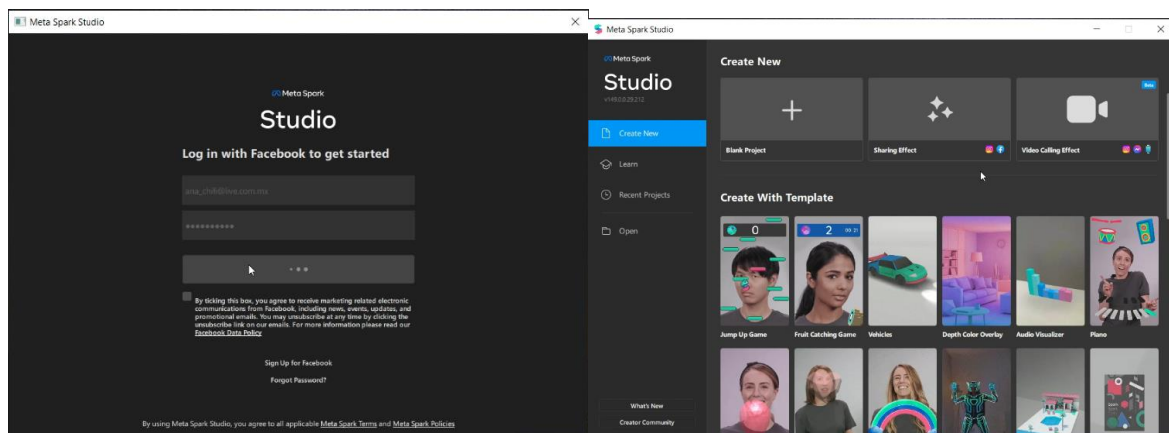 Meta Spark Studio
Meta Spark
Studio
Log in with Facebook to get started
••••••••••
By ticking this box, you agree to receive marketing related electronic
communications from Facebook, including news, events, updates, and
promotional emails. You may unsubscribe at any time by clicking the
unsubscribe link on our emails. For more information please read our
Facebook Data Policy
Sign Up for Facebook
Forgot Password?
By using Meta Spark Studio, you agree to all applicable Meta Spark Terms and Meta Spark Policies
Meta Spark Studio
Meta Spark
Studio
Create New
Learn
Recent Projects
Open
What's New
Creator Community
Create New
Beta
Blank Project
Sharing Effect
Video Calling Effect
Create With Template
0
2
Jump Up Game
Fruit Catching Game
Vehicles
Depth Color Overlay
Audio Visualizer
Piano